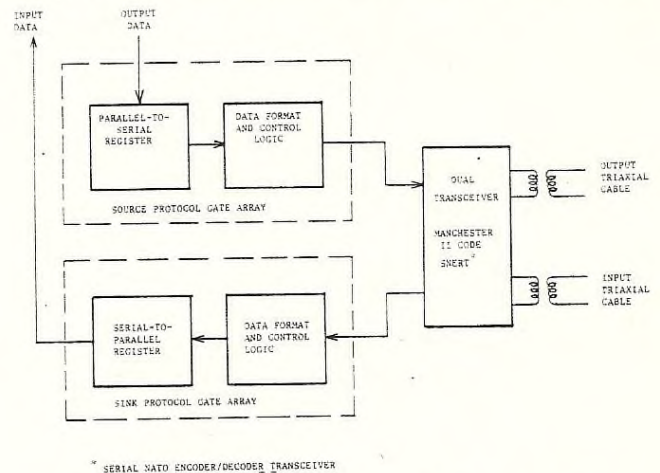 INPUT
DATA
OUTPUT
DATA
PARALLEL-TO-
SERIAL
REGISTER
DATA FORMAT
AND CONTROL
LOGIC
SOURCE PROTOCOL GATE ARRAY
DUAL
TRANSCEIVER
MANCHESTER
II CODE
SNERT*
OUTPUT
TRIAXIAL
CABLE
INPUT
TRIAXIAL
CABLE
SERIAL-TO-
PARALLEL
REGISTER
DATA FORMAT
AND CONTROL
LOGIC
SINK PROTOCOL GATE ARRAY
* SERIAL NATO ENCODER/DECODER TRANSCEIVER